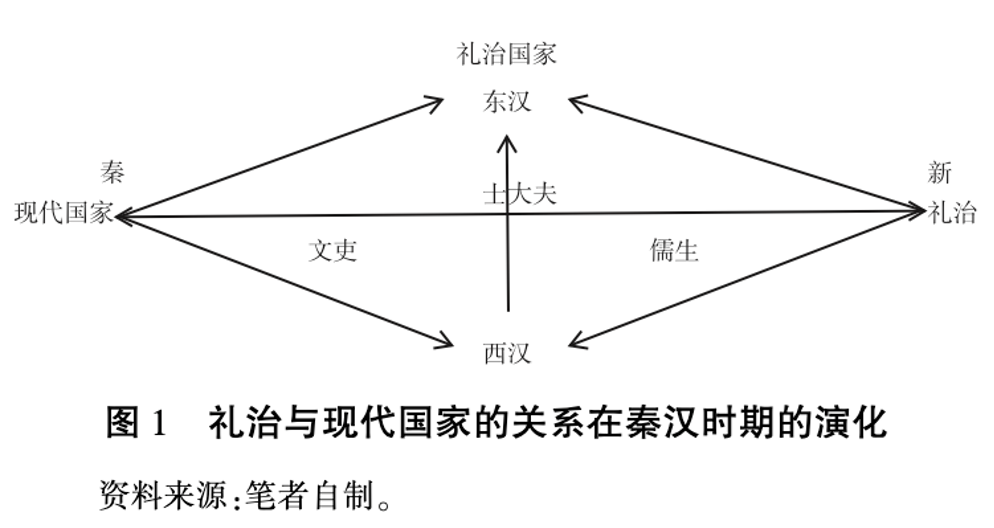 礼治国家
东汉
秦
新
士大夫
现代国家
礼治
文吏
儒生
西汉
图 1 礼治与现代国家的关系在秦汉时期的演化
资料来源:笔者自制。